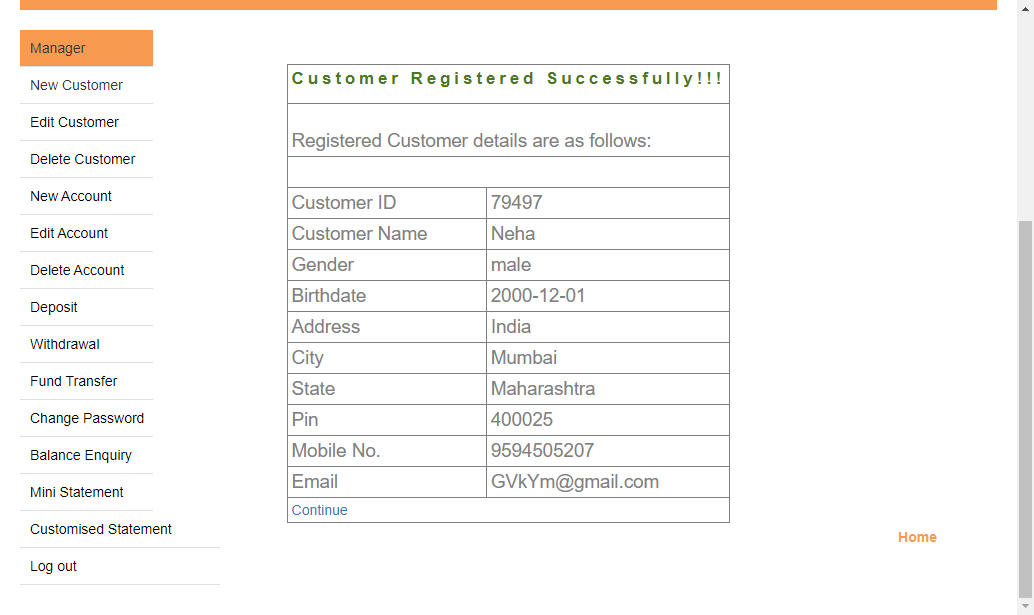 Manager
New Customer
Edit Customer
Delete Customer
New Account
Edit Account
Delete Account
Deposit
Withdrawal
Fund Transfer
Change Password
Balance Enquiry
Mini Statement
Customised Statement
Log out
Customer Registered Successfully!!!
Registered Customer details are as follows:
Customer ID 79497
Customer Name Neha
Gender male
Birthdate 2000-12-01
Address India
City Mumbai
State Maharashtra
Pin 400025
Mobile No. 9594505207
Email GVkYm@gmail.com
Continue
Home